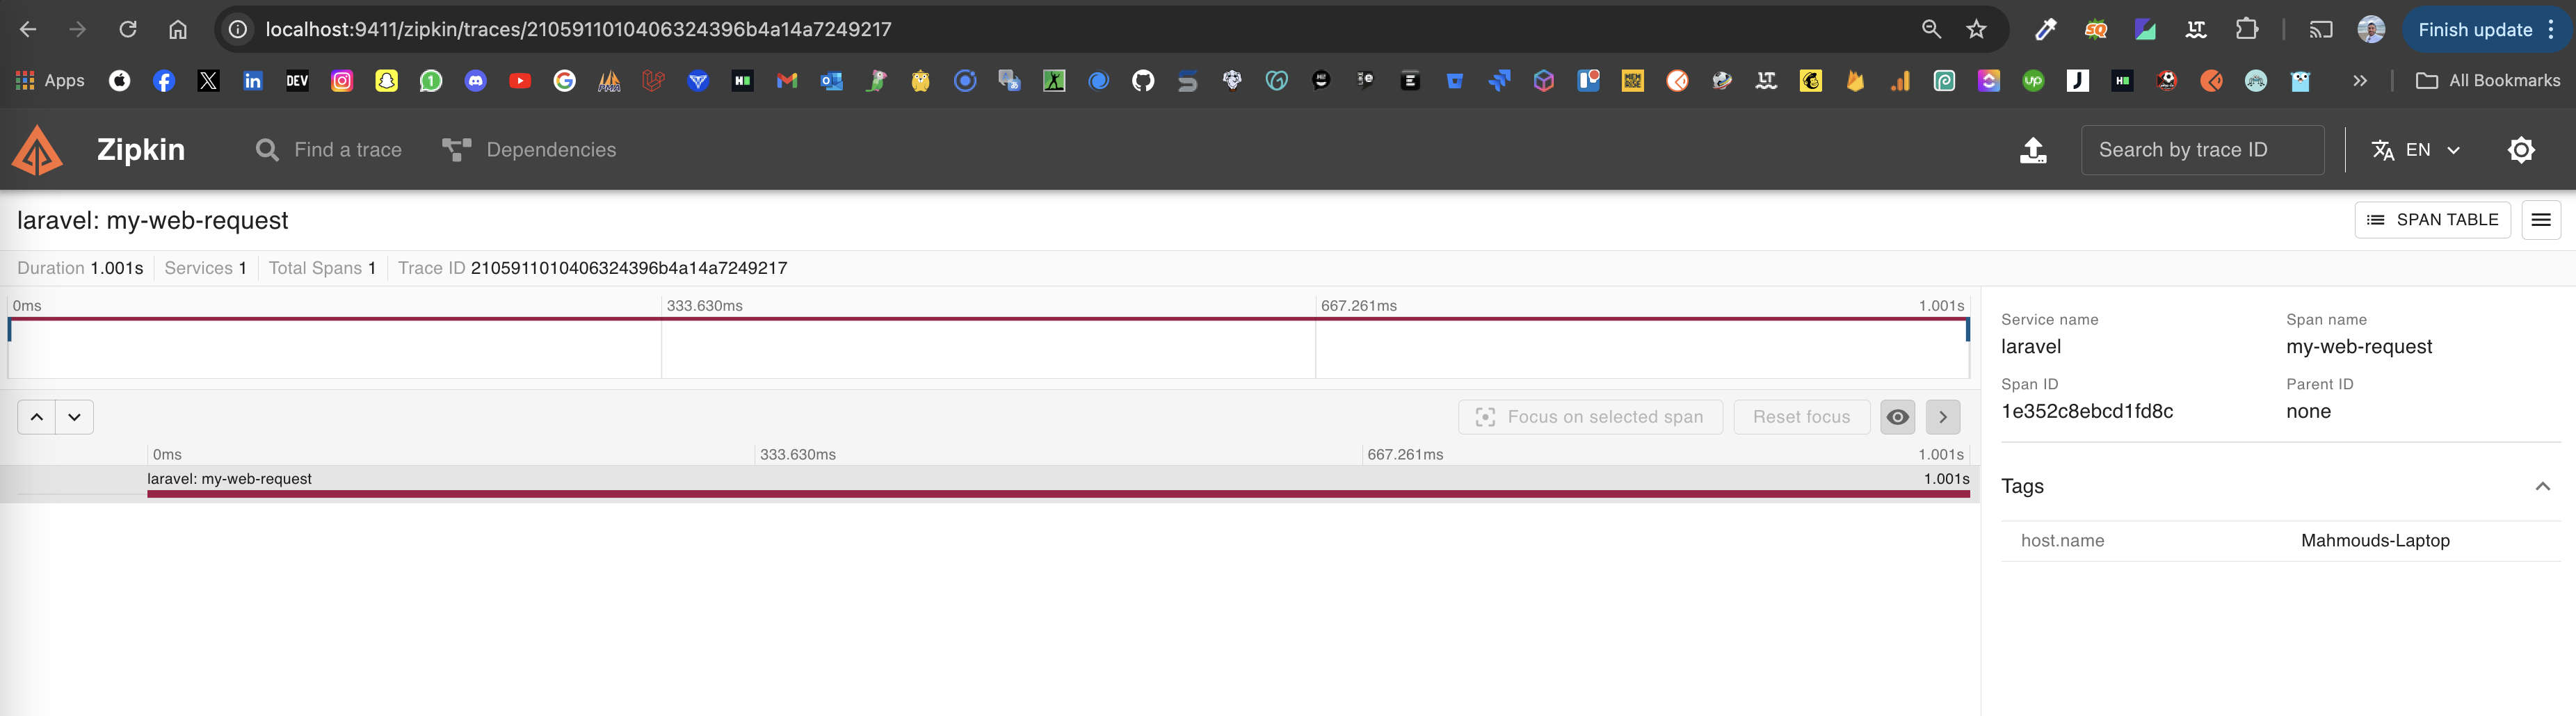 localhost:9411/zipkin/traces/2105911010406324396b4a14a7249217
Finish update
Apps
All Bookmarks
Zipkin
Find a trace
Dependencies
Search by trace ID
EN
laravel: my-web-request
SPAN TABLE
Duration 1.001s Services 1 Total Spans 1 Trace ID 2105911010406324396b4a14a7249217
0ms 333.630ms 667.261ms 1.001s
Focus on selected span
Reset focus
0ms 333.630ms 667.261ms 1.001s
laravel: my-web-request 1.001s
Service name Span name
laravel my-web-request
Span ID Parent ID
1e352c8ebcd1fd8c none
Tags
host.name Mahmouds-Laptop